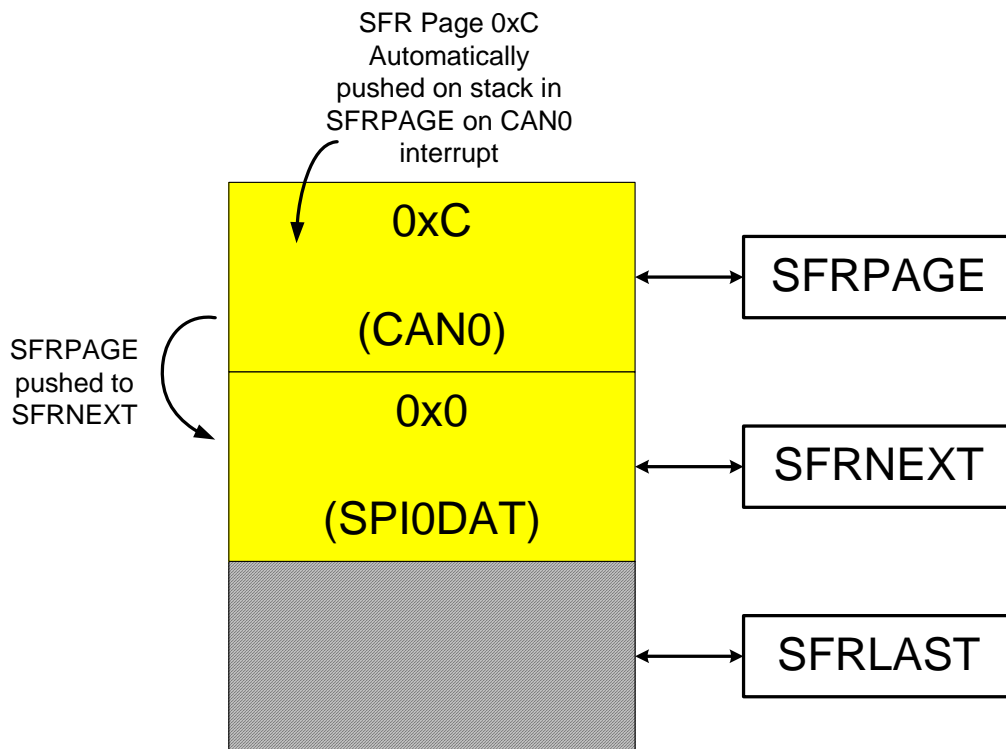 SFR Page 0xC
Automatically
pushed on stack in
SFRPAGE on CAN0
interrupt
0xC
(CAN0)
SFRPAGE
SFRPAGE
pushed to
SFRNEXT
0x0
(SPI0DAT)
SFRNEXT
SFRLAST